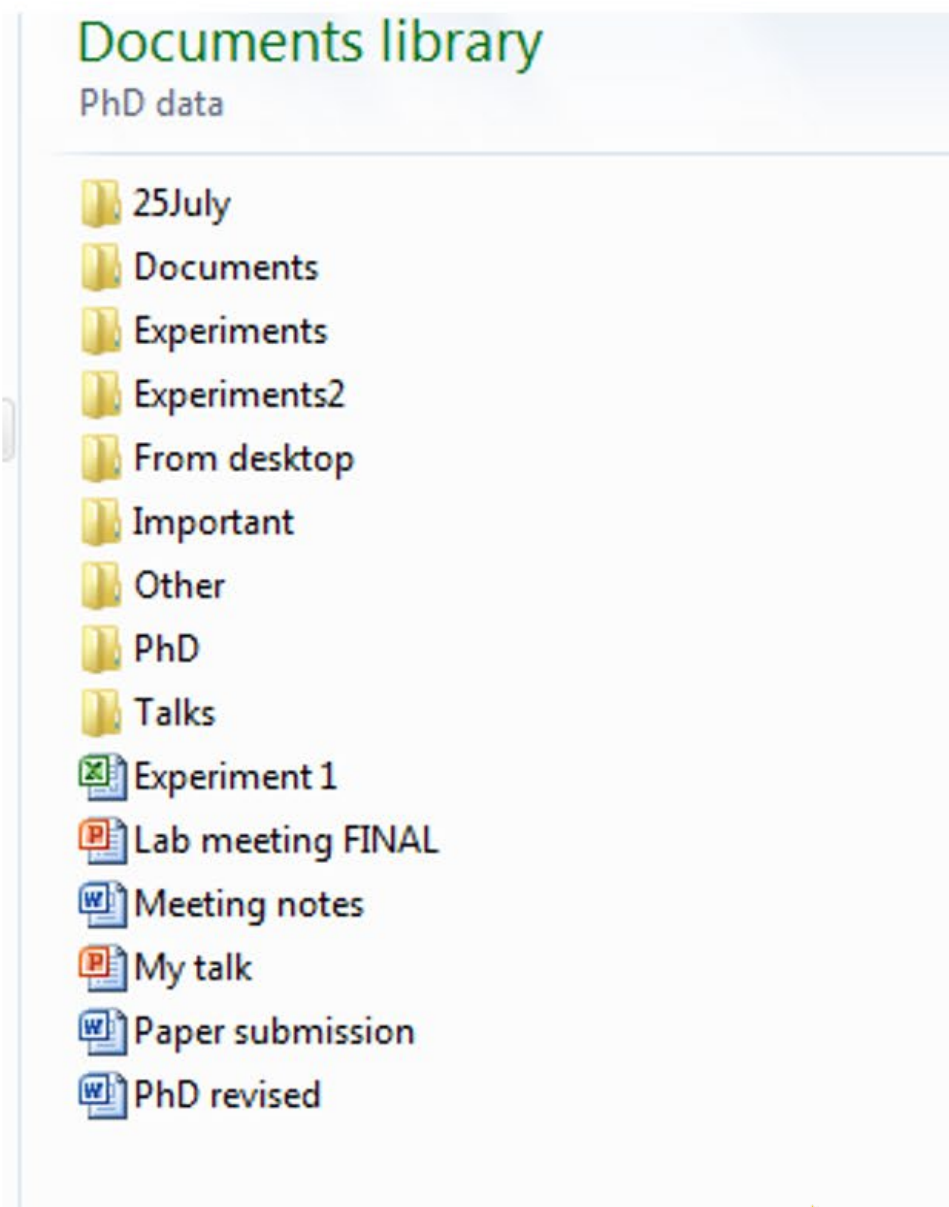 Documents library
PhD data
25July
Documents
Experiments
Experiments2
From desktop
Important
Other
PhD
Talks
Experiment 1
Lab meeting FINAL
Meeting notes
My talk
Paper submission
PhD revised